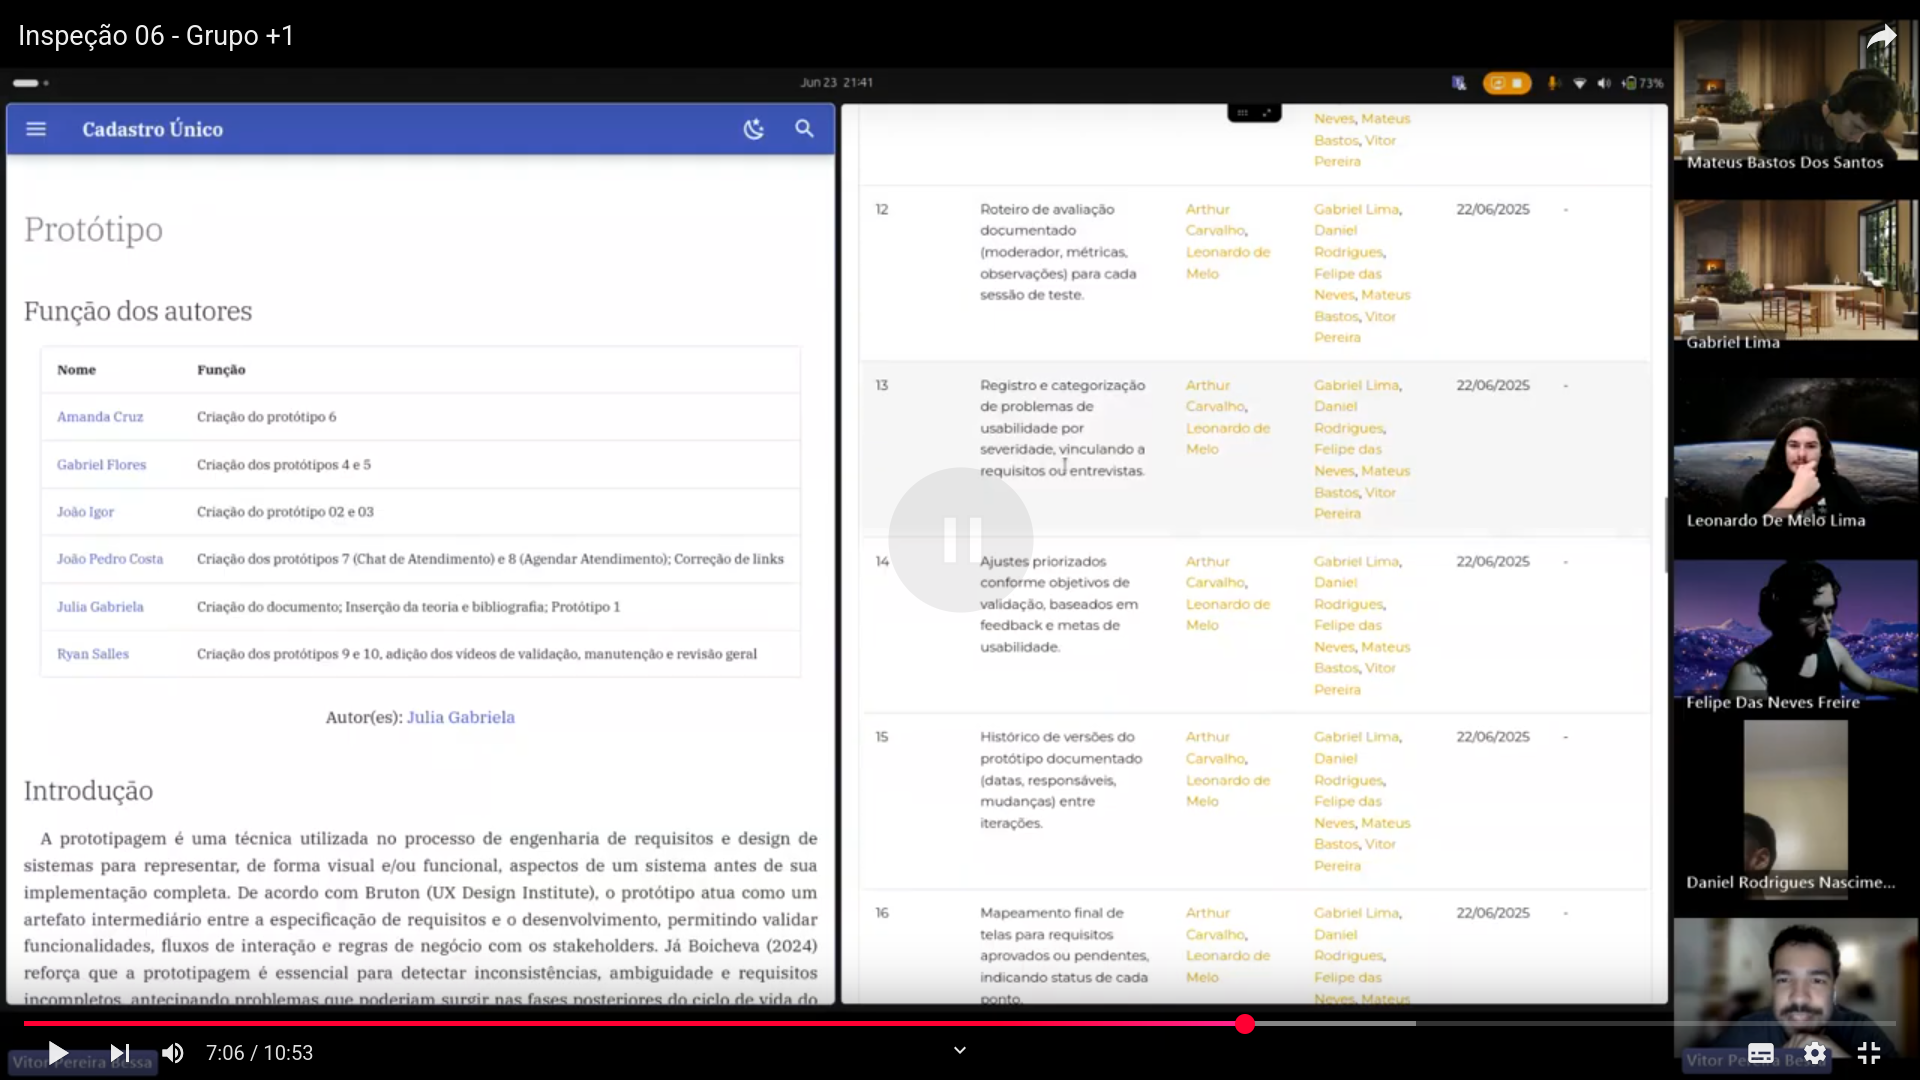 Inspeção 06 - Grupo +1
Jun 23 21:41
73%
Cadastro Único
Protótipo
Função dos autores
Nome Função
Amanda Cruz Criação do protótipo 6
Gabriel Flores Criação dos protótipos 4 e 5
João Igor Criação do protótipo 02 e 03
João Pedro Costa Criação dos protótipos 7 (Chat de Atendimento) e 8 (Agendar Atendimento); Correção de links
Julia Gabriela Criação do documento; Inserção da teoria e bibliografia; Protótipo 1
Ryan Salles Criação dos protótipos 9 e 10, adição dos vídeos de validação, manutenção e revisão geral
Autor(es): Julia Gabriela
Introdução
A prototipagem é uma técnica utilizada no processo de engenharia de requisitos e design de
sistemas para representar, de forma visual e/ou funcional, aspectos de um sistema antes de sua
implementação completa. De acordo com Bruton (UX Design Institute), o protótipo atua como um
artefato intermediário entre a especificação de requisitos e o desenvolvimento, permitindo validar
funcionalidades, fluxos de interação e regras de negócio com os stakeholders. Já Boicheva (2024)
reforça que a prototipagem é essencial para detectar inconsistências, ambiguidade e requisitos
incompletos, antecipando problemas que poderiam surgir nas fases posteriores do ciclo de vida do
Neves, Mateus
Bastos, Vitor
Pereira
12 Roteiro de avaliação Arthur Gabriel Lima, 22/06/2025 -
documentado Carvalho, Daniel
(moderador, métricas, Leonardo de Rodrigues,
observações) para cada Melo Felipe das
sessão de teste. Neves, Mateus
Bastos, Vitor
Pereira
13 Registro e categorização Arthur Gabriel Lima, 22/06/2025 -
de problemas de Carvalho, Daniel
usabilidade por Leonardo de Rodrigues,
severidade, vinculando a Melo Felipe das
requisitos ou entrevistas. Neves, Mateus
Bastos, Vitor
Pereira
14 Ajustes priorizados Arthur Gabriel Lima, 22/06/2025 -
conforme objetivos de Carvalho, Daniel
validação, baseados em Leonardo de Rodrigues,
feedback e metas de Melo Felipe das
usabilidade. Neves, Mateus
Bastos, Vitor
Pereira
15 Histórico de versões do Arthur Gabriel Lima, 22/06/2025 -
protótipo documentado Carvalho, Daniel
(datas, responsáveis, Leonardo de Rodrigues,
mudanças) entre Melo Felipe das
iterações. Neves, Mateus
Bastos, Vitor
Pereira
16 Mapeamento final de Arthur Gabriel Lima, 22/06/2025 -
telas para requisitos Carvalho, Daniel
aprovados ou pendentes, Leonardo de Rodrigues,
indicando status de cada Melo Felipe das
ponto. Neves, Mateus
Mateus Bastos Dos Santos
Gabriel Lima
Leonardo De Melo Lima
Felipe Das Neves Freire
Daniel Rodrigues Nascime...
Vitor Pereira Bessa
7:06 / 10:53
Vitor Pereira Bessa